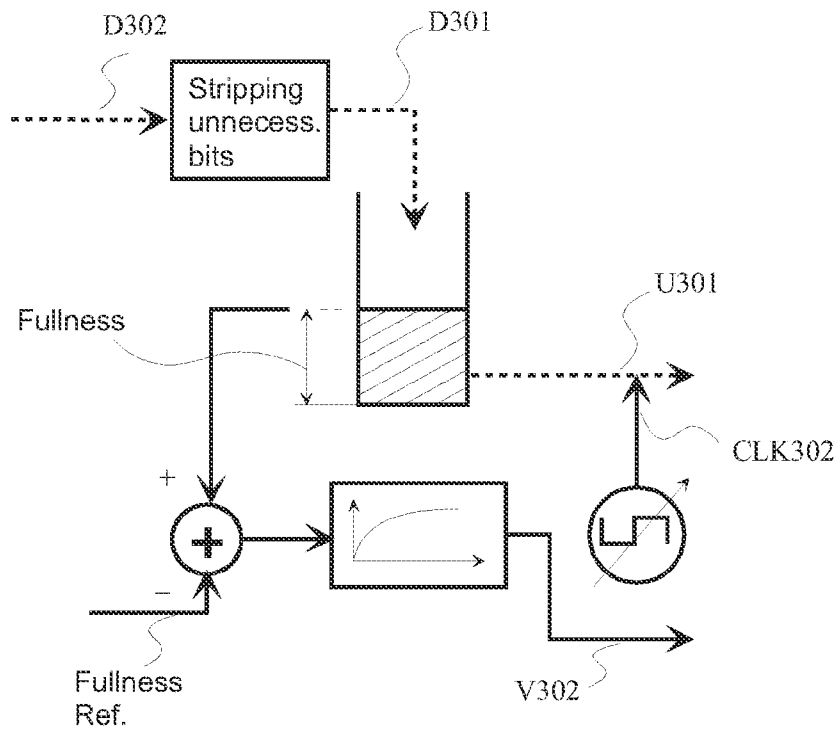 D302
D301
Stripping
unnecess.
bits
U301
Fullness
CLK302
+
+
−
Fullness
Ref.
V302